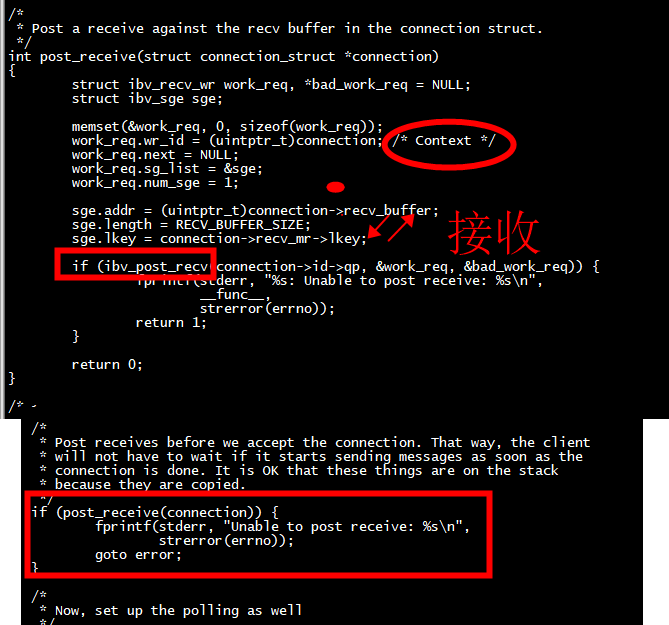 /*
 * Post a receive against the recv buffer in the connection struct.
 */
int post_receive(struct connection_struct *connection)
{
        struct ibv_recv_wr work_req, *bad_work_req = NULL;
        struct ibv_sge sge;

        memset(&work_req, 0, sizeof(work_req));
        work_req.wr_id = (uintptr_t)connection; /* Context */
        work_req.next = NULL;
        work_req.sg_list = &sge;
        work_req.num_sge = 1;

        sge.addr = (uintptr_t)connection->recv_buffer;
        sge.length = RECV_BUFFER_SIZE;
        sge.lkey = connection->recv_mr->lkey;
接收

        if (ibv_post_recv(connection->id->qp, &work_req, &bad_work_req)) {
                fprintf(stderr, "%s: Unable to post receive: %s\n",
                        __func__,
                        strerror(errno));
                return 1;
        }

        return 0;
}

/*
/*
 * Post receives before we accept the connection. That way, the client
 * will not have to wait if it starts sending messages as soon as the
 * connection is done. It is OK that these things are on the stack
 * because they are copied.
 */
if (post_receive(connection)) {
        fprintf(stderr, "Unable to post receive: %s\n",
                strerror(errno));
        goto error;
}

/*
 * Now, set up the polling as well
 */